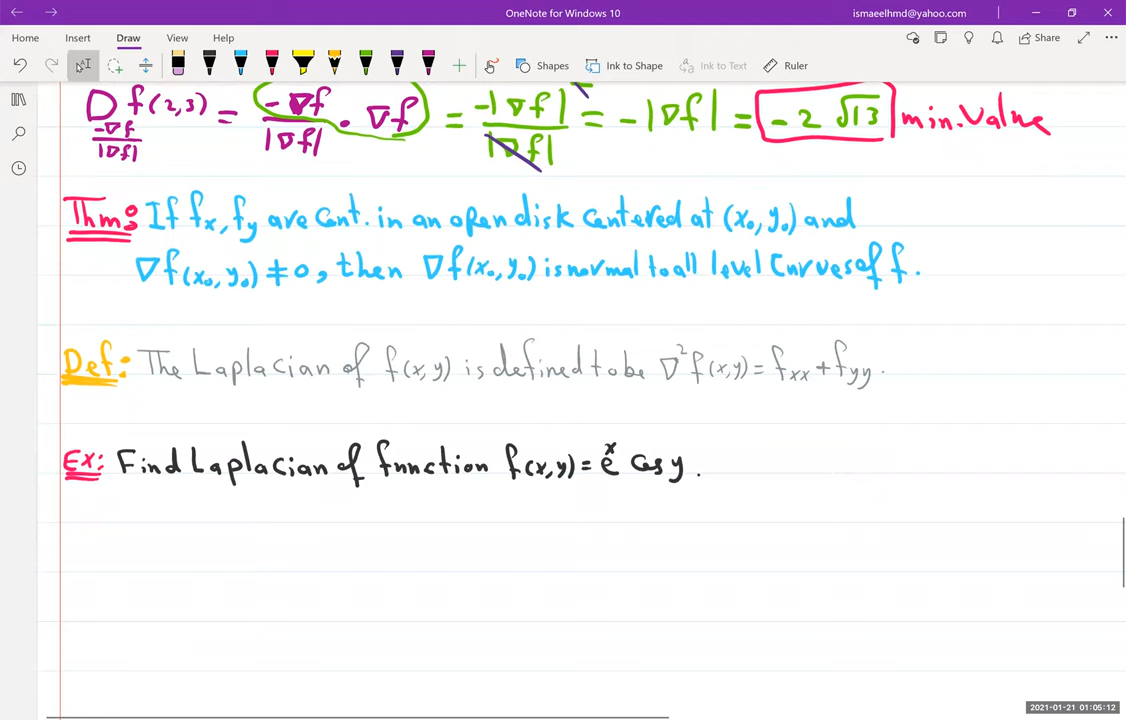 OneNote for Windows 10
ismaeelhmd@yahoo.com
Home Insert Draw View Help
Share
Shapes Ink to Shape Ink to Text Ruler
D_{-∇f/|∇f|} f(2,3) = -∇f/|∇f| · ∇f = -|∇f|²/|∇f| = -|∇f| = -2√13 min. Value
Thm: If fx, fy are Cont. in an open disk centered at (x₀, y₀) and
∇f(x₀, y₀) ≠ 0, then ∇f(x₀, y₀) is normal to all level Curves of f.
Def: The Laplacian of f(x,y) is defined to be ∇²f(x,y) = fxx + fyy.
Ex: Find Laplacian of function f(x,y) = eˣ Cos y.
2021-01-21 01:05:12